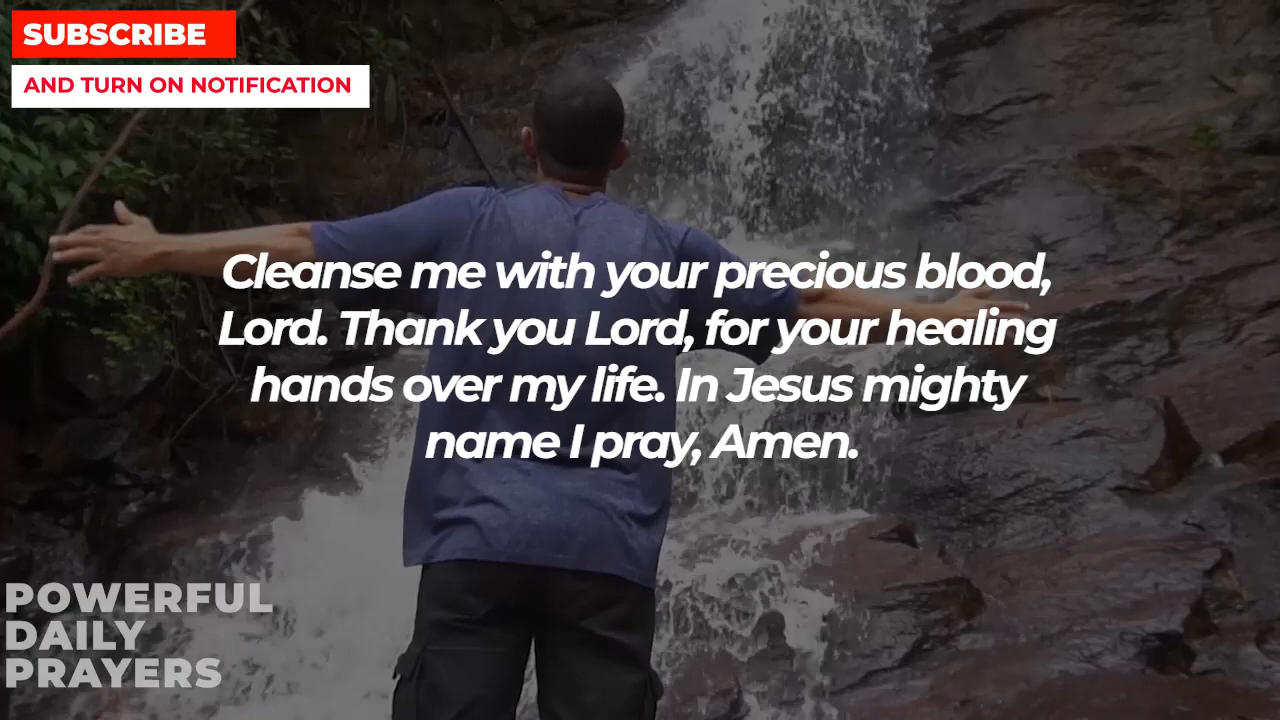 SUBSCRIBE
AND TURN ON NOTIFICATION
Cleanse me with your precious blood,
Lord. Thank you Lord, for your healing
hands over my life. In Jesus mighty
name I pray, Amen.
POWERFUL
DAILY
PRAYERS